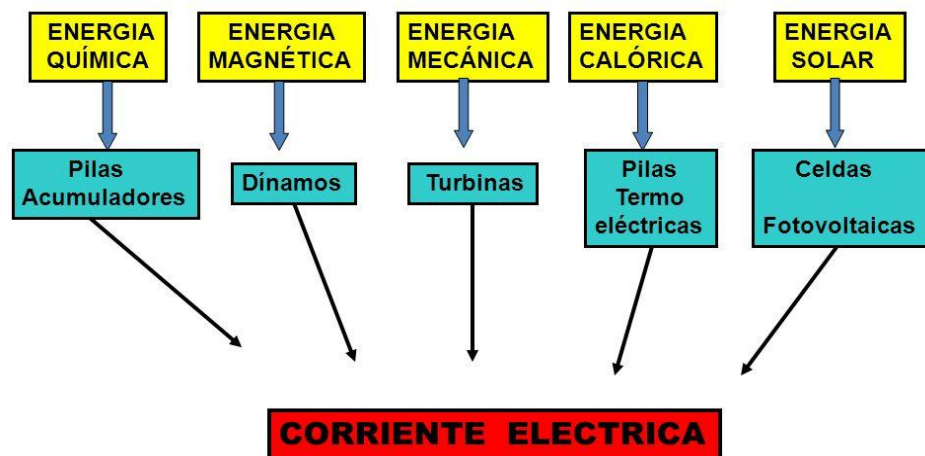 ENERGIA
QUÍMICA
ENERGIA
MAGNÉTICA
ENERGIA
MECÁNICA
ENERGIA
CALÓRICA
ENERGIA
SOLAR
Pilas
Acumuladores
Dínamos
Turbinas
Pilas
Termo
eléctricas
Celdas
Fotovoltaicas
CORRIENTE ELECTRICA